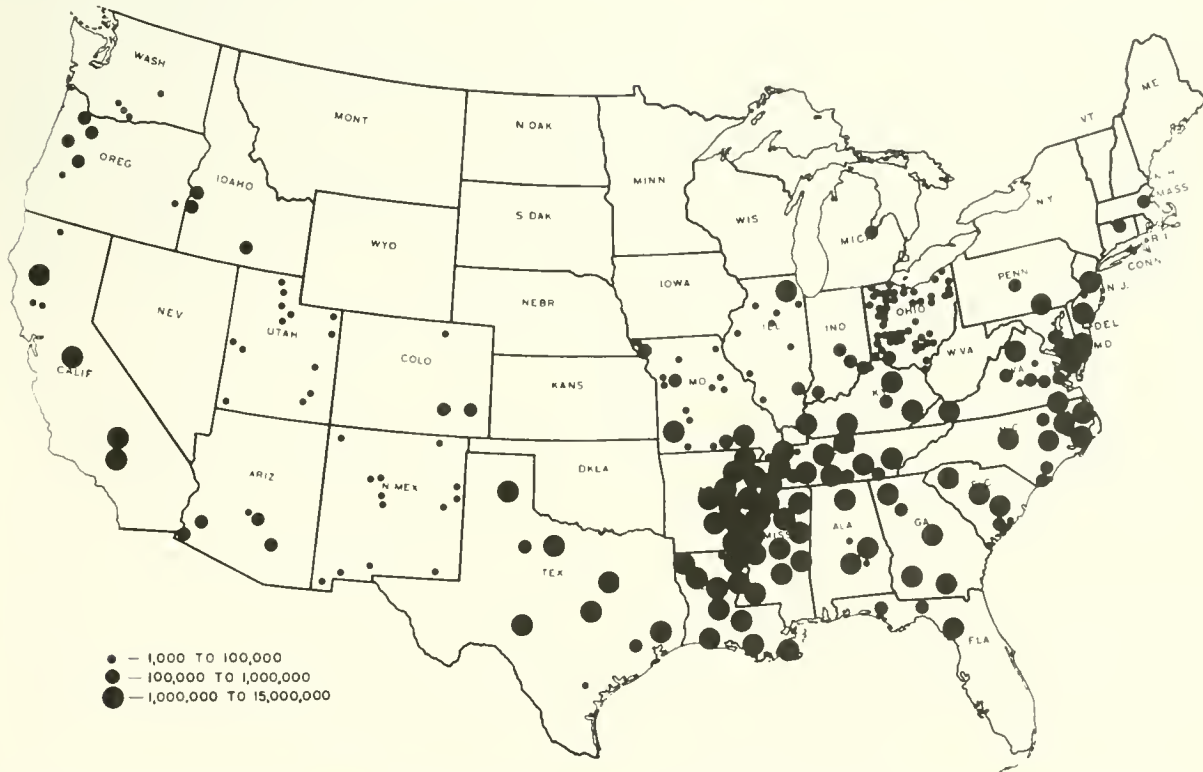 WASH
MONT
N.DAK
MINN
ME
VT
OREG
IDAHO
S.DAK
WIS
MICH
NY
N.H.
MASS
R.I.
CONN
WYO
IOWA
PENN
N.J.
NEV
UTAH
NEBR
ILL
IND
OHIO
DEL
MD
COLO
W.VA
VA
CALIF
KANS
MO
KY
N.C.
ARIZ
N.MEX
OKLA
S.C.
MISS
ALA
GA
TEX
FLA
— 1,000 TO 100,000
— 100,000 TO 1,000,000
— 1,000,000 TO 15,000,000